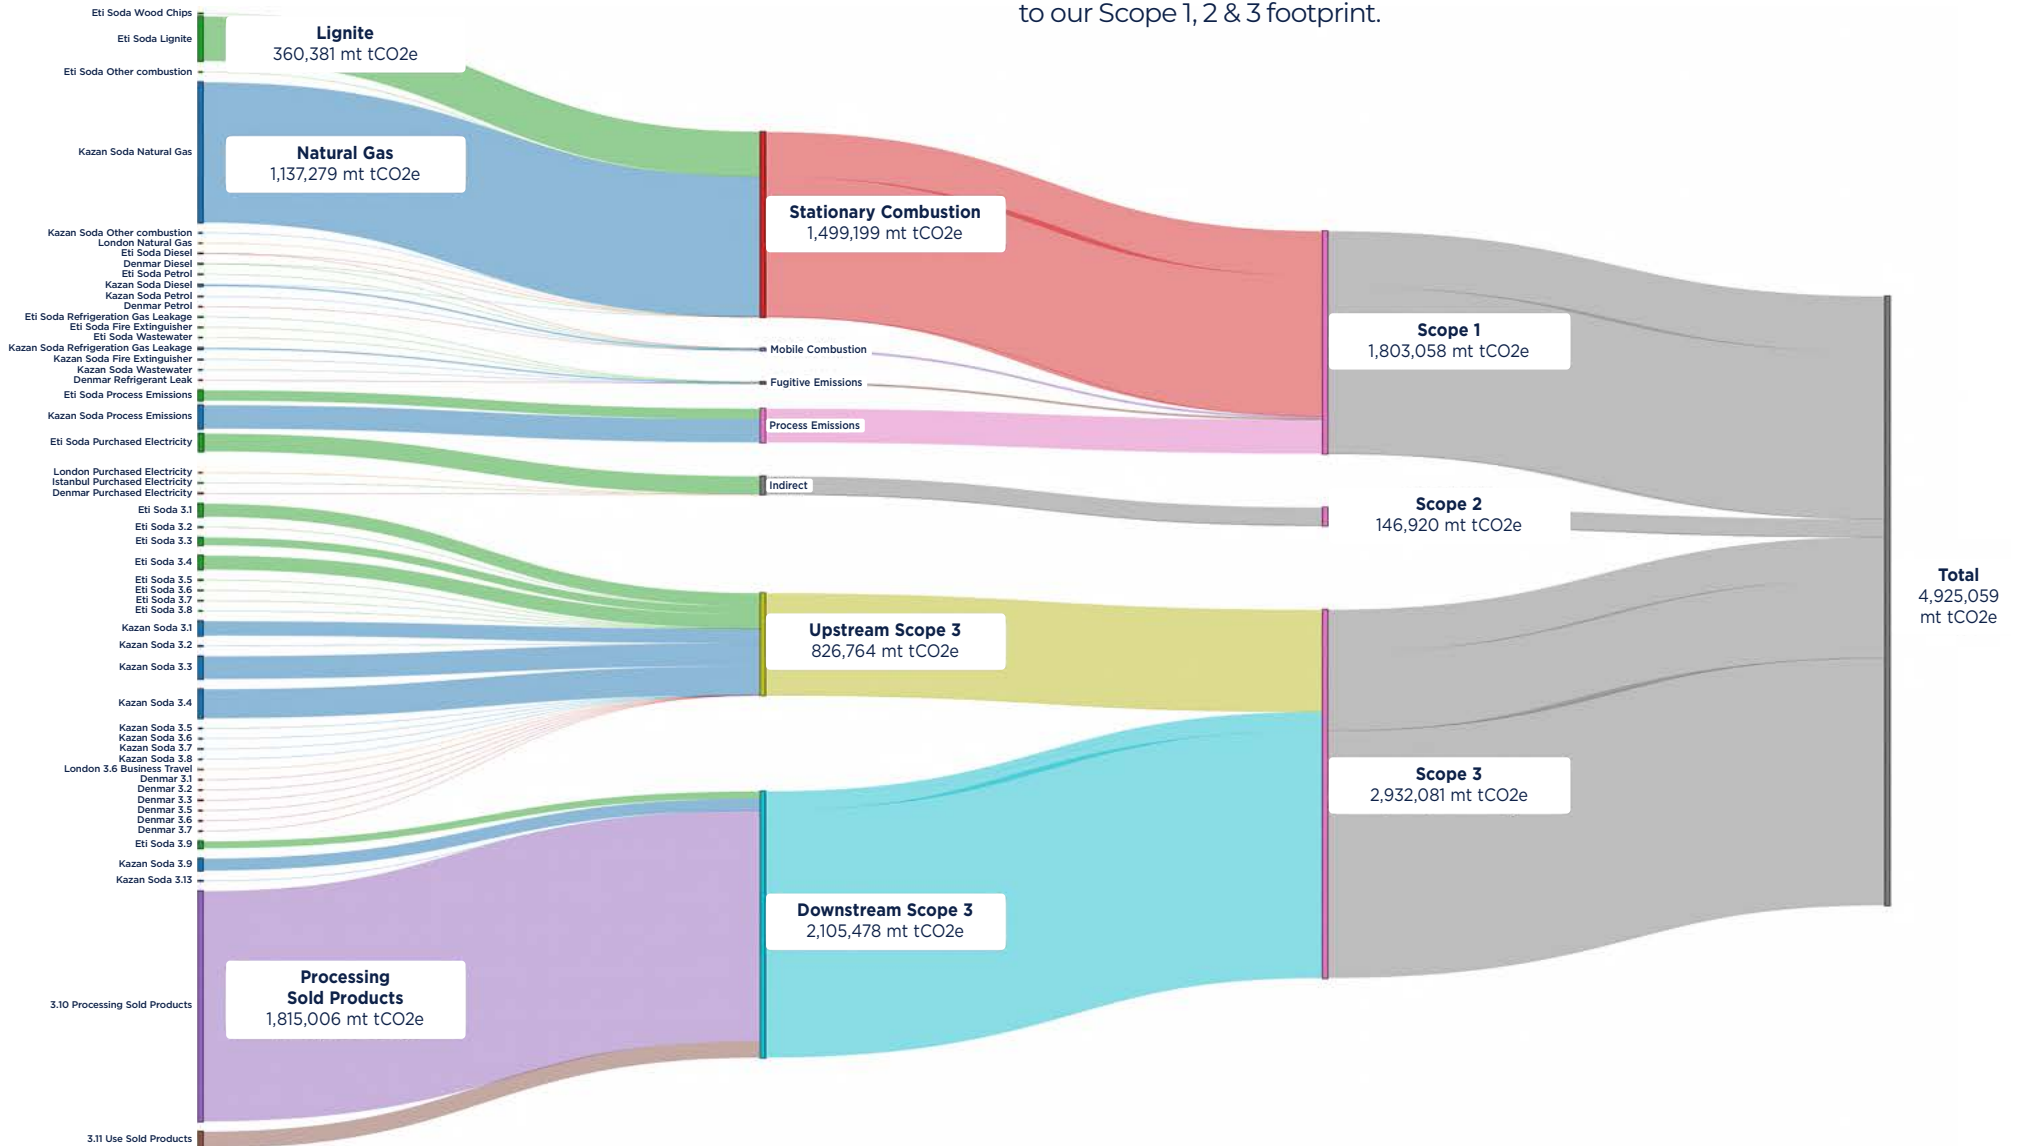 to our Scope 1, 2 & 3 footprint.
Eti Soda Wood Chips
Eti Soda Lignite
Eti Soda Other combustion
Kazan Soda Natural Gas
Kazan Soda Other combustion
London Natural Gas
Eti Soda Diesel
Denmar Diesel
Eti Soda Petrol
Kazan Soda Diesel
Kazan Soda Petrol
Denmar Petrol
Eti Soda Refrigeration Gas Leakage
Eti Soda Fire Extinguisher
Eti Soda Wastewater
Kazan Soda Refrigeration Gas Leakage
Kazan Soda Fire Extinguisher
Kazan Soda Wastewater
Denmar Refrigerant Leak
Eti Soda Process Emissions
Kazan Soda Process Emissions
Eti Soda Purchased Electricity
London Purchased Electricity
Istanbul Purchased Electricity
Denmar Purchased Electricity
Eti Soda 3.1
Eti Soda 3.2
Eti Soda 3.3
Eti Soda 3.4
Eti Soda 3.5
Eti Soda 3.6
Eti Soda 3.7
Eti Soda 3.8
Kazan Soda 3.1
Kazan Soda 3.2
Kazan Soda 3.3
Kazan Soda 3.4
Kazan Soda 3.5
Kazan Soda 3.6
Kazan Soda 3.7
Kazan Soda 3.8
London 3.6 Business Travel
Denmar 3.1
Denmar 3.2
Denmar 3.3
Denmar 3.5
Denmar 3.6
Denmar 3.7
Eti Soda 3.9
Kazan Soda 3.9
Kazan Soda 3.13
3.10 Processing Sold Products
3.11 Use Sold Products
Lignite
360,381 mt tCO2e
Natural Gas
1,137,279 mt tCO2e
Processing
Sold Products
1,815,006 mt tCO2e
Stationary Combustion
1,499,199 mt tCO2e
Mobile Combustion
Fugitive Emissions
Process Emissions
Indirect
Upstream Scope 3
826,764 mt tCO2e
Downstream Scope 3
2,105,478 mt tCO2e
Scope 1
1,803,058 mt tCO2e
Scope 2
146,920 mt tCO2e
Scope 3
2,932,081 mt tCO2e
Total
4,925,059
mt tCO2e